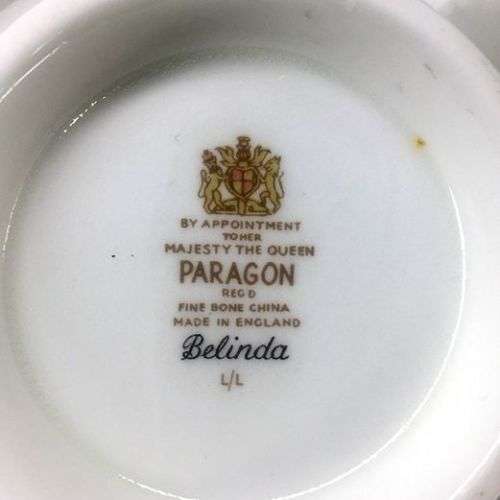 BY APPOINTMENT
TO HER
MAJESTY THE QUEEN
PARAGON
REG D
FINE BONE CHINA
MADE IN ENGLAND
Belinda
L/L